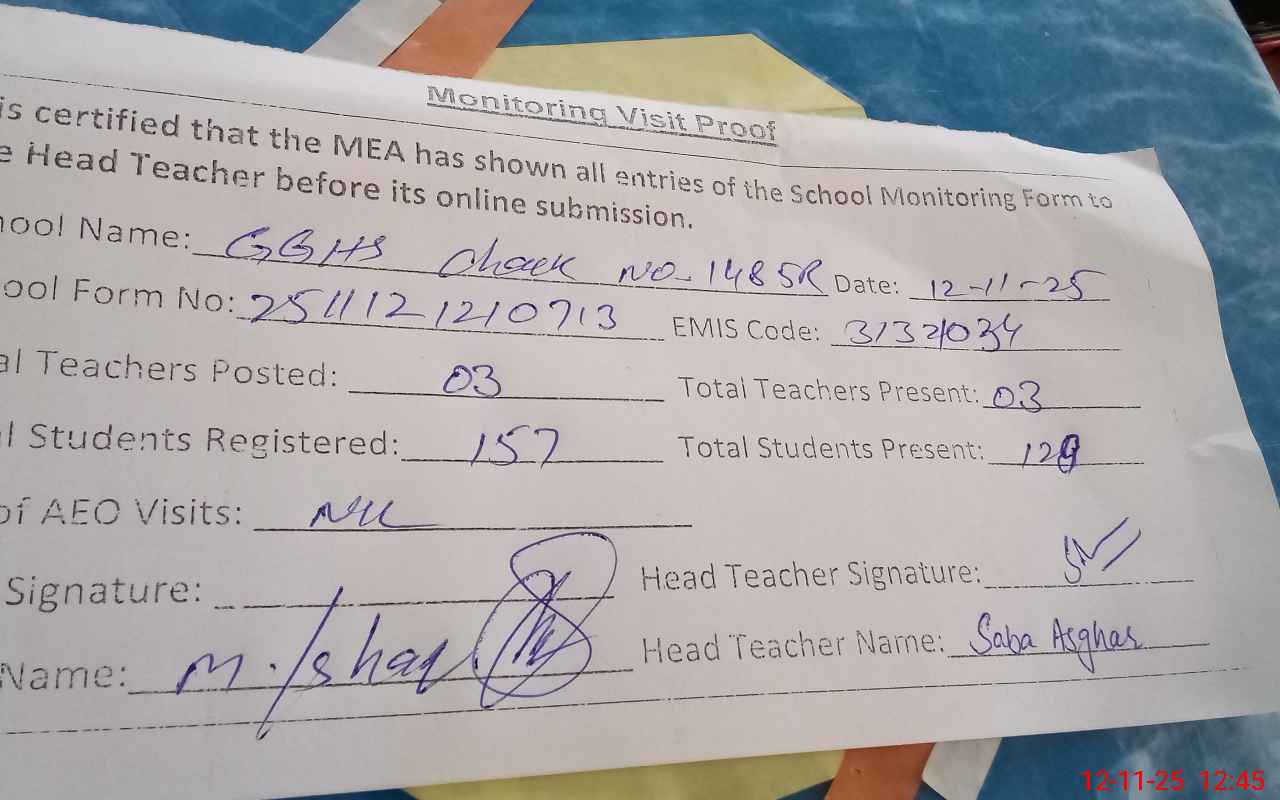 Monitoring Visit Proof
is certified that the MEA has shown all entries of the School Monitoring Form to
e Head Teacher before its online submission.
hool Name: GGHS Chack No-148 5R Date: 12-11-25
ool Form No: 2511121210713 EMIS Code: 31321034
al Teachers Posted: 03 Total Teachers Present: 03
l Students Registered: 157 Total Students Present: 129
of AEO Visits: Nil
Signature: Head Teacher Signature:
Name: M. Ishaq Head Teacher Name: Saba Asghar
12-11-25 12:45